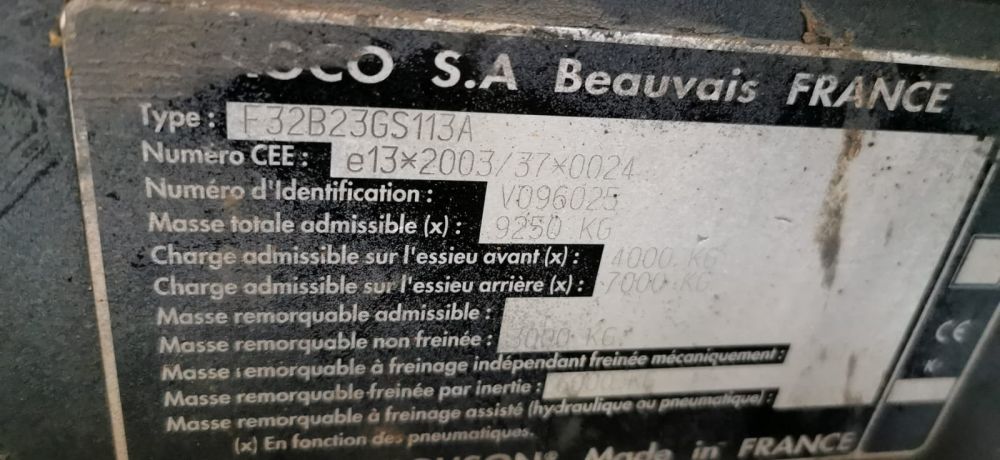 S.A Beauvais FRANCE
Type : F32B23GS113A
Numéro CEE : e13*2003/37*0024
Numéro d'Identification : V096025
Masse totale admissible (x) : 9250 KG
Charge admissible sur l'essieu avant (x) : 4000 KG
Charge admissible sur l'essieu arrière (x) : 7000 KG
Masse remorquable admissible :
Masse remorquable non freinée : 3000 KG
Masse remorquable à freinage indépendant freinée mécaniquement :
Masse remorquable freinée par inertie :
Masse remorquable à freinage assisté (hydraulique ou pneumatique) :
(x) En fonction des pneumatiques.
Made in FRANCE
CE